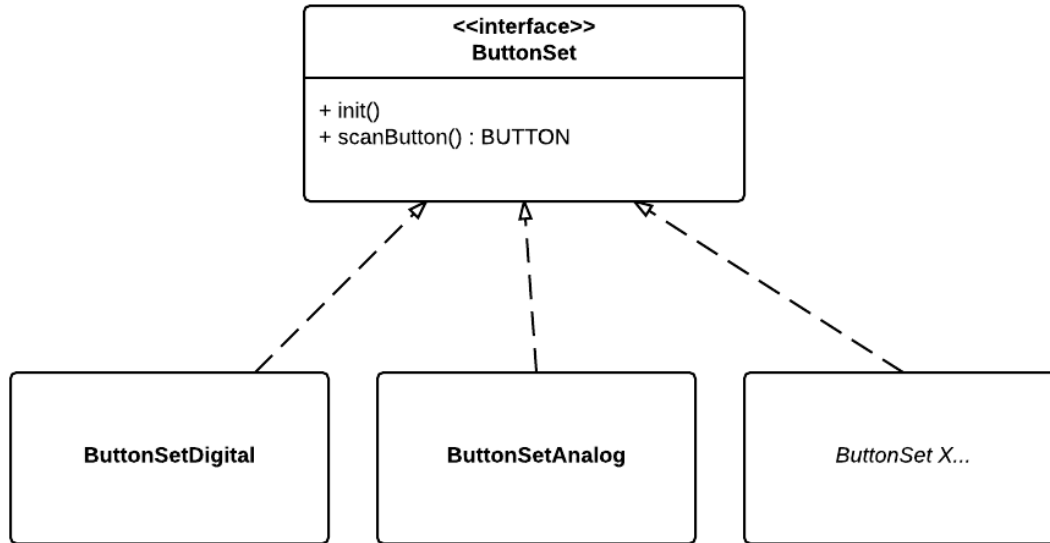 <<interface>>
ButtonSet
+ init()
+ scanButton() : BUTTON
ButtonSetDigital
ButtonSetAnalog
ButtonSet X...